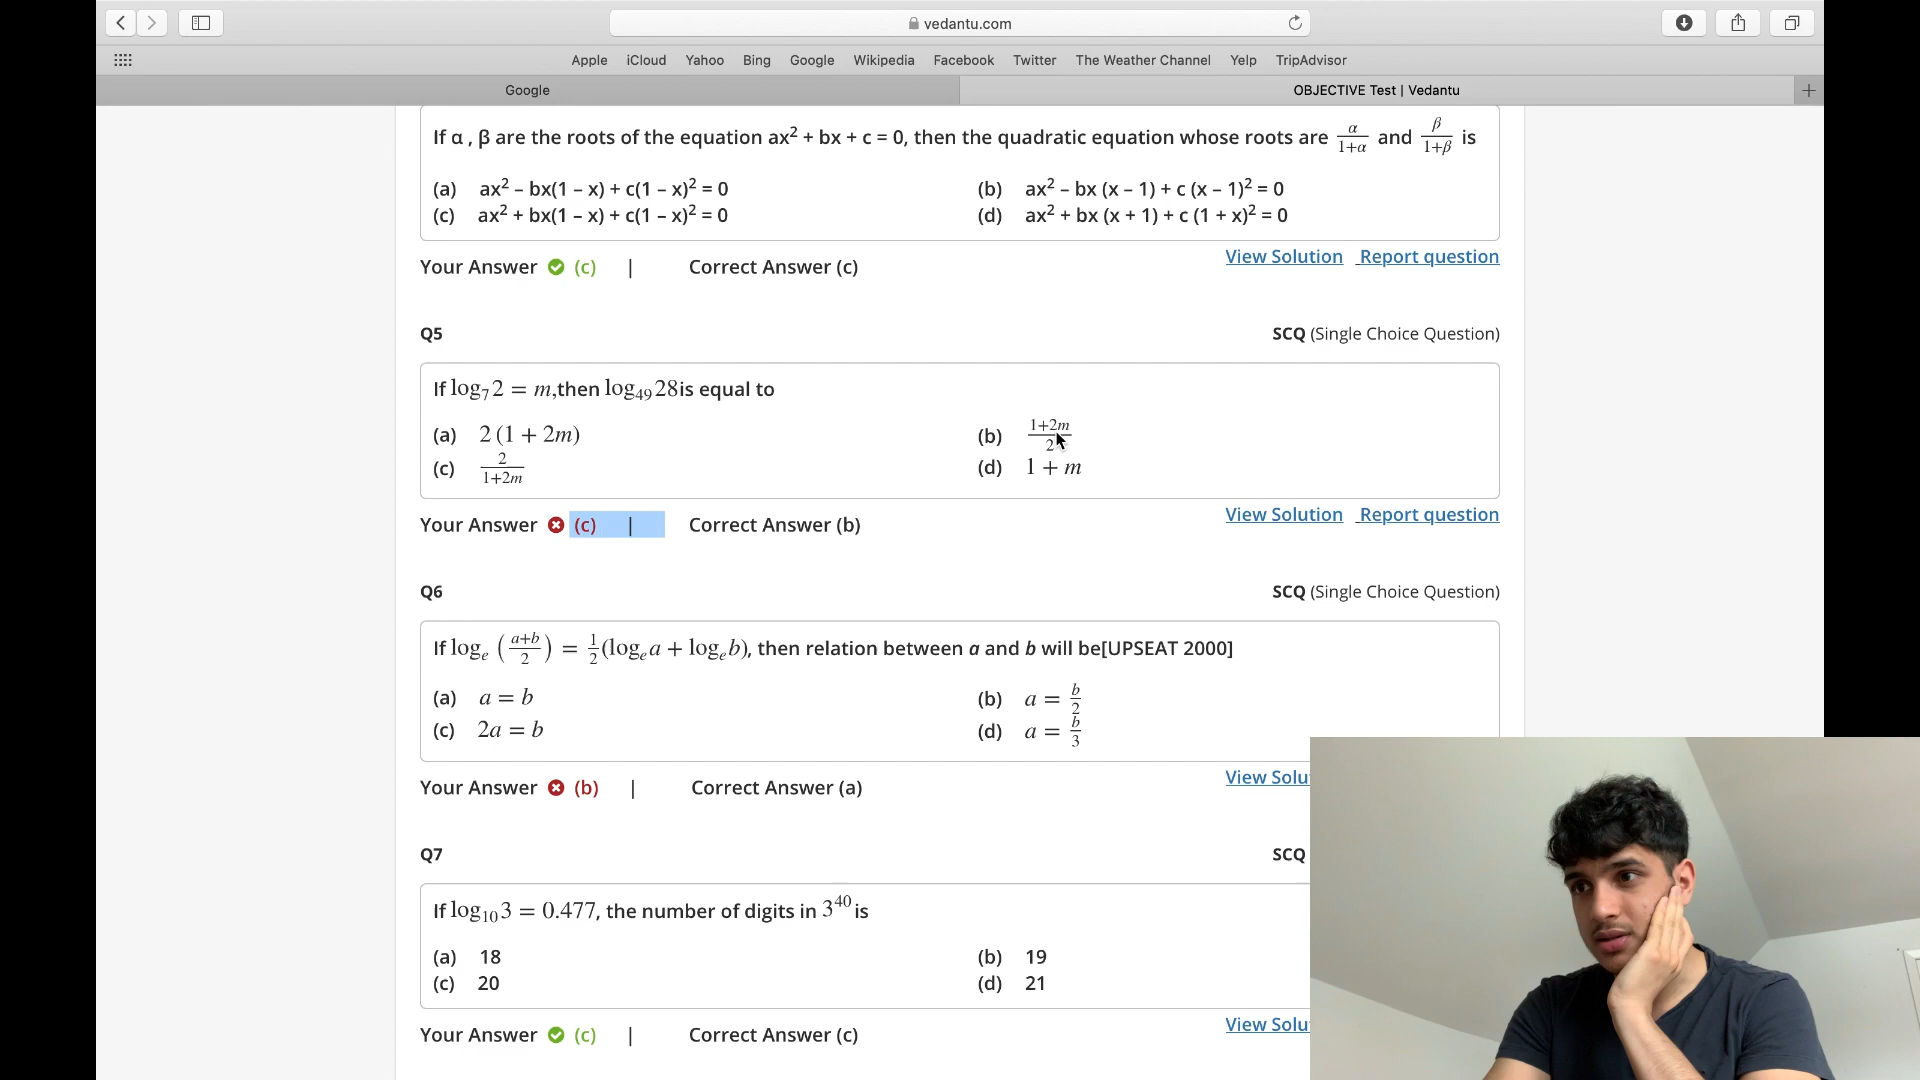 vedantu.com
Apple iCloud Yahoo Bing Google Wikipedia Facebook Twitter The Weather Channel Yelp TripAdvisor
Google OBJECTIVE Test | Vedantu
If α , β are the roots of the equation ax² + bx + c = 0, then the quadratic equation whose roots are α/(1+α) and β/(1+β) is
(a) ax² – bx(1 – x) + c(1 – x)² = 0 (b) ax² – bx (x – 1) + c (x – 1)² = 0
(c) ax² + bx(1 – x) + c(1 – x)² = 0 (d) ax² + bx (x + 1) + c (1 + x)² = 0
Your Answer (c) | Correct Answer (c) View Solution Report question
Q5 SCQ (Single Choice Question)
If log₇2 = m,then log₄₉28is equal to
(a) 2 (1 + 2m) (b) (1+2m)/2
(c) 2/(1+2m) (d) 1 + m
Your Answer (c) | Correct Answer (b) View Solution Report question
Q6 SCQ (Single Choice Question)
If logₑ ((a+b)/2) = 1/2(logₑa + logₑb), then relation between a and b will be[UPSEAT 2000]
(a) a = b (b) a = b/2
(c) 2a = b (d) a = b/3
Your Answer (b) | Correct Answer (a) View Solu
Q7 SCQ
If log₁₀3 = 0.477, the number of digits in 3⁴⁰ is
(a) 18 (b) 19
(c) 20 (d) 21
Your Answer (c) | Correct Answer (c) View Solu